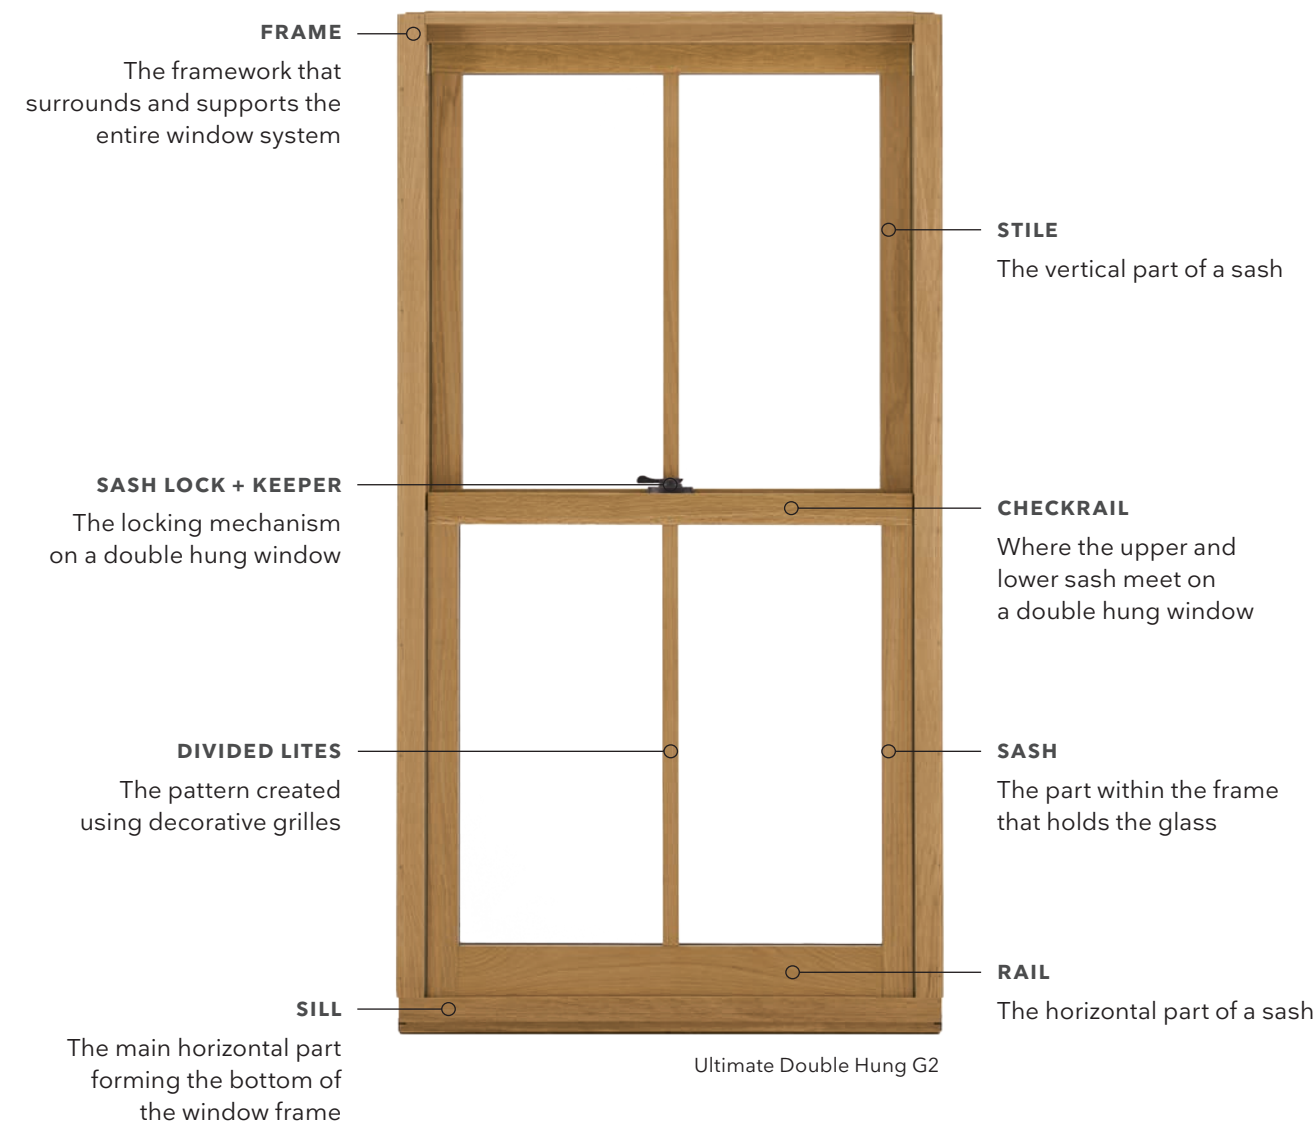 FRAME
The framework that
surrounds and supports the
entire window system
STILE
The vertical part of a sash
SASH LOCK + KEEPER
The locking mechanism
on a double hung window
CHECKRAIL
Where the upper and
lower sash meet on
a double hung window
DIVIDED LITES
The pattern created
using decorative grilles
SASH
The part within the frame
that holds the glass
RAIL
The horizontal part of a sash
SILL
The main horizontal part
forming the bottom of
the window frame
Ultimate Double Hung G2